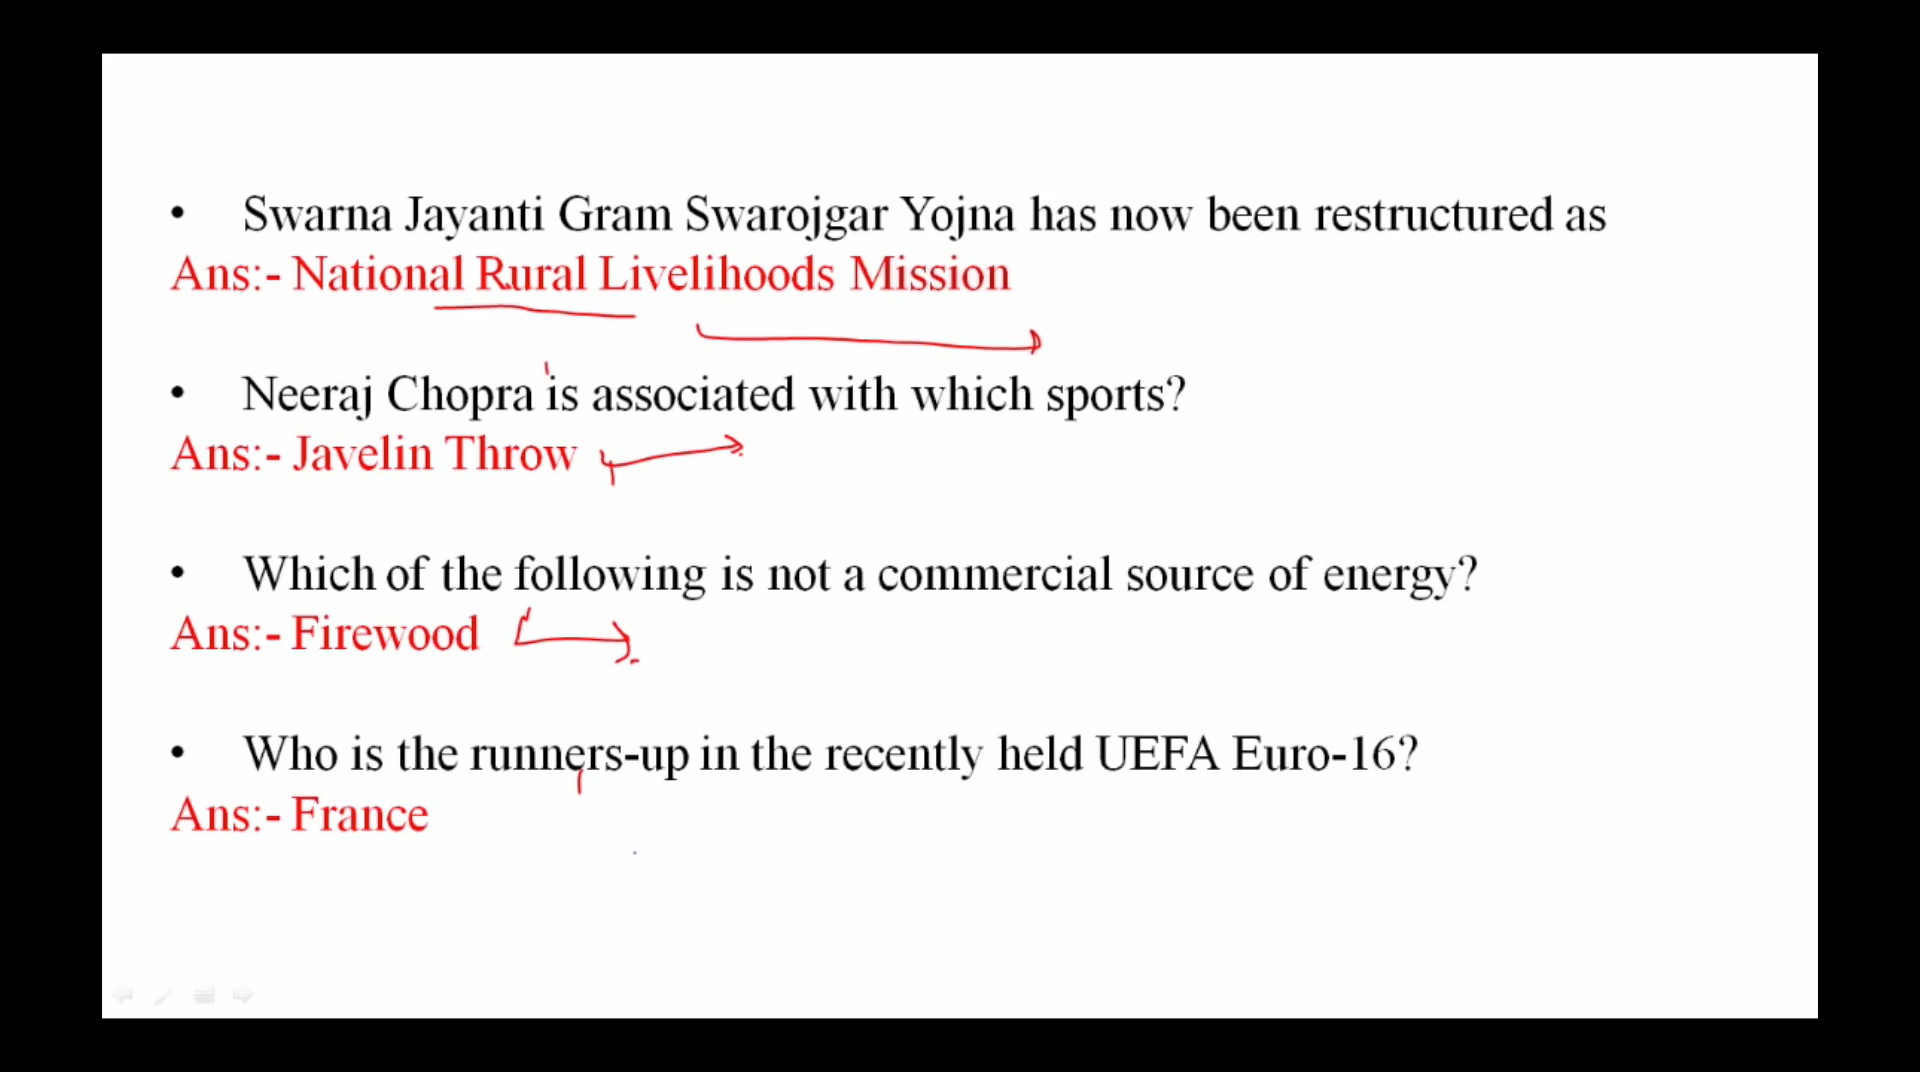 • Swarna Jayanti Gram Swarojgar Yojna has now been restructured as
Ans:- National Rural Livelihoods Mission
• Neeraj Chopra is associated with which sports?
Ans:- Javelin Throw
• Which of the following is not a commercial source of energy?
Ans:- Firewood
• Who is the runners-up in the recently held UEFA Euro-16?
Ans:- France